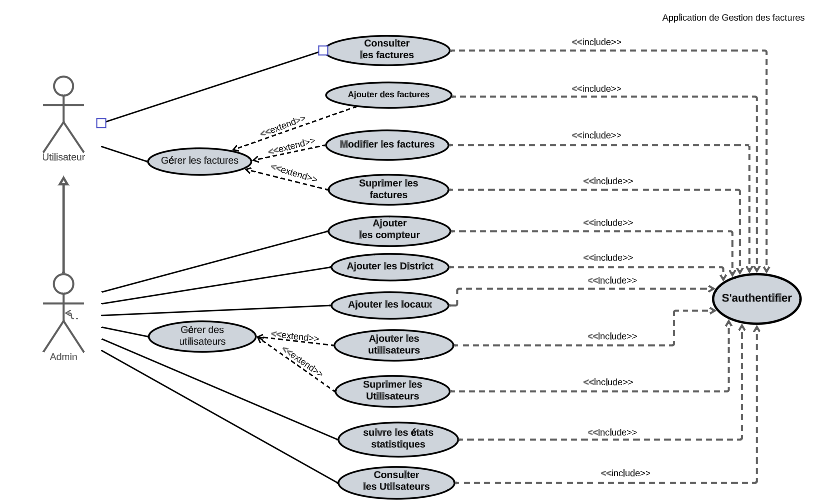 Application de Gestion des factures
Consulter
les factures
<<include>>
Ajouter des factures
<<include>>
<<extend>>
Modifier les factures
<<include>>
<<extend>>
Utilisateur
Gérer les factures
<<extend>>
Suprimer les
factures
<<include>>
Ajouter
les compteur
<<include>>
Ajouter les District
<<include>>
<<include>>
S'authentifier
Ajouter les locaux
Admin
Gérer des
utilisateurs
<<extend>>
<<extend>>
Ajouter les
utilisateurs
<<include>>
Suprimer les
Utilisateurs
<<include>>
suivre les états
statistiques
<<include>>
Consulter
les Utilsateurs
<<include>>